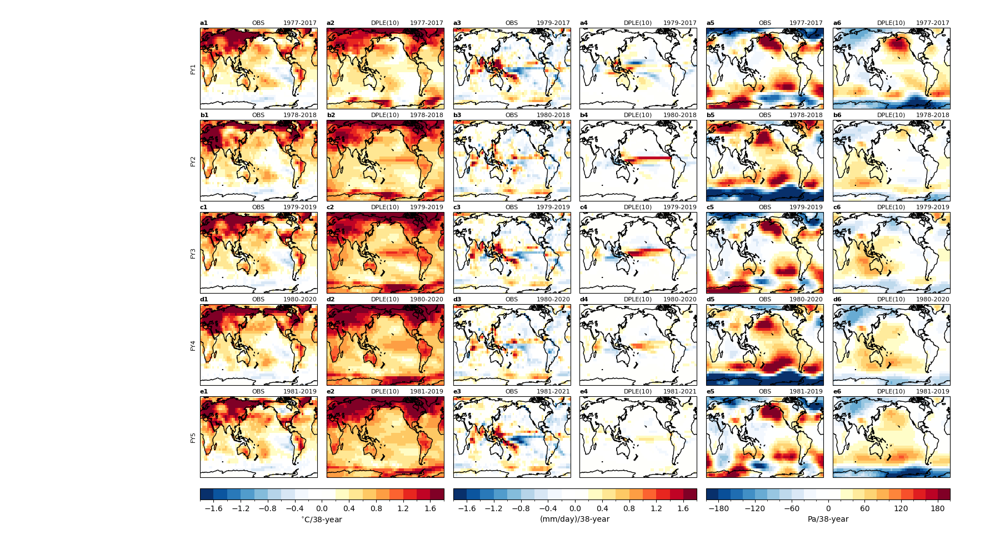 a1 OBS 1977-2017 a2 DPLE(10) 1977-2017 a3 OBS 1979-2017 a4 DPLE(10) 1979-2017 a5 OBS 1977-2017 a6 DPLE(10) 1977-2017
FY1
b1 OBS 1978-2018 b2 DPLE(10) 1978-2018 b3 OBS 1980-2018 b4 DPLE(10) 1980-2018 b5 OBS 1978-2018 b6 DPLE(10) 1978-2018
FY2
c1 OBS 1979-2019 c2 DPLE(10) 1979-2019 c3 OBS 1979-2019 c4 DPLE(10) 1979-2019 c5 OBS 1979-2019 c6 DPLE(10) 1979-2019
FY3
d1 OBS 1980-2020 d2 DPLE(10) 1980-2020 d3 OBS 1980-2020 d4 DPLE(10) 1980-2020 d5 OBS 1980-2020 d6 DPLE(10) 1980-2020
FY4
e1 OBS 1981-2019 e2 DPLE(10) 1981-2019 e3 OBS 1981-2021 e4 DPLE(10) 1981-2021 e5 OBS 1981-2019 e6 DPLE(10) 1981-2019
FY5
−1.6 −1.2 −0.8 −0.4 0.0 0.4 0.8 1.2 1.6 −1.6 −1.2 −0.8 −0.4 0.0 0.4 0.8 1.2 1.6 −180 −120 −60 0 60 120 180
°C/38-year (mm/day)/38-year Pa/38-year